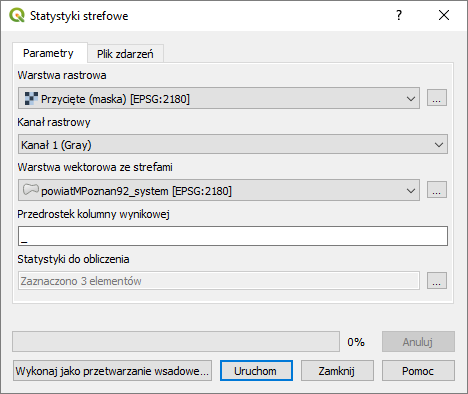 Statystyki strefowe
Parametry Plik zdarzeń
Warstwa rastrowa
Przycięte (maska) [EPSG:2180]
...
Kanał rastrowy
Kanał 1 (Gray)
Warstwa wektorowa ze strefami
powiatMPoznan92_system [EPSG:2180]
...
Przedrostek kolumny wynikowej
_
Statystyki do obliczenia
Zaznaczono 3 elementów
...
0% Anuluj
Wykonaj jako przetwarzanie wsadowe... Uruchom Zamknij Pomoc